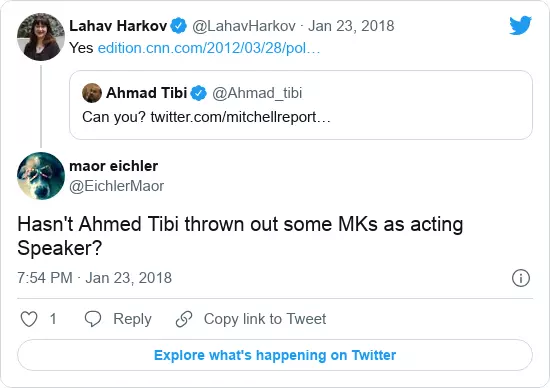 Lahav Harkov @LahavHarkov · Jan 23, 2018
Yes edition.cnn.com/2012/03/28/pol…
Ahmad Tibi @Ahmad_tibi
Can you? twitter.com/mitchellreport…
maor eichler
@EichlerMaor
Hasn't Ahmed Tibi thrown out some MKs as acting
Speaker?
7:54 PM · Jan 23, 2018
1 Reply Copy link to Tweet
Explore what's happening on Twitter